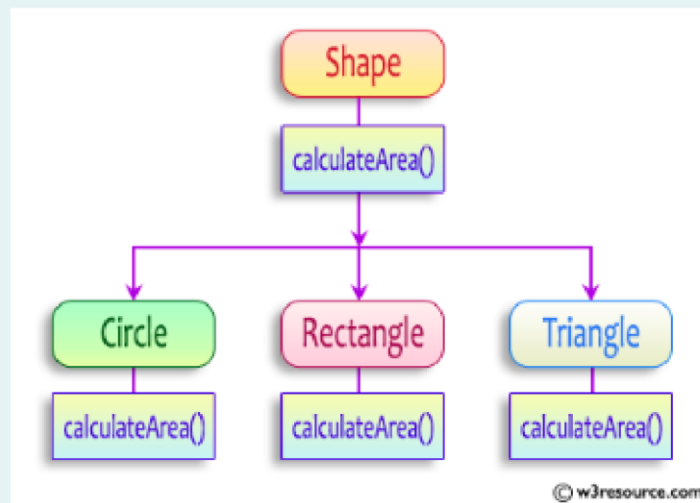 Shape
calculateArea()
Circle
Rectangle
Triangle
calculateArea()
calculateArea()
calculateArea()
© w3resource.com